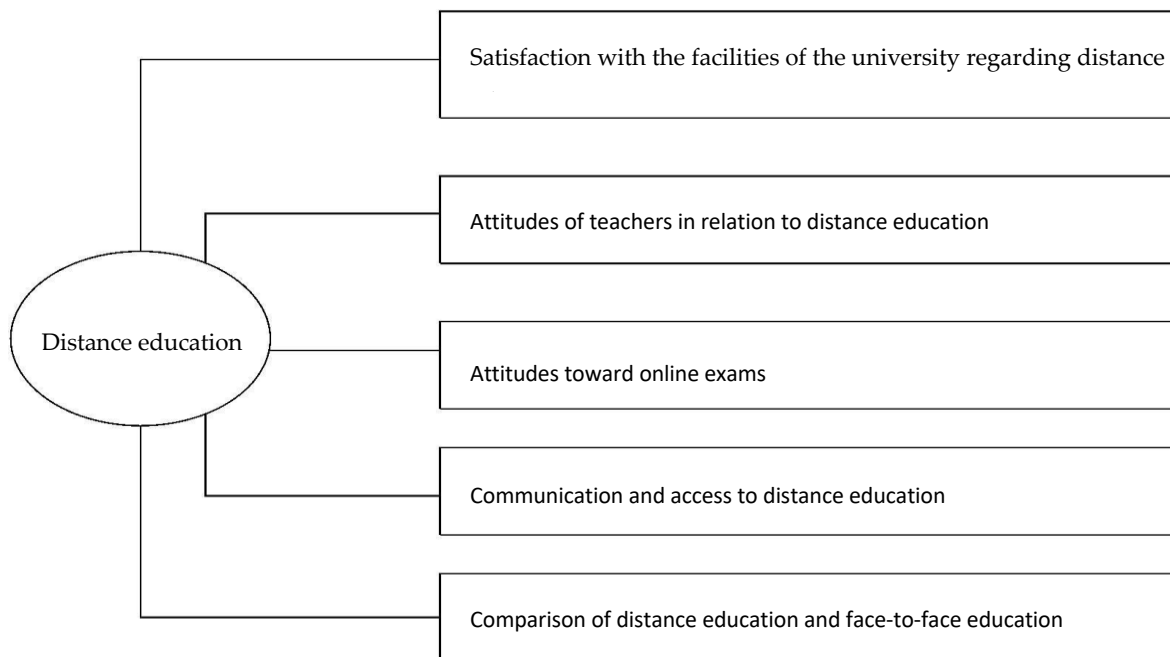 Satisfaction with the facilities of the university regarding distance
Attitudes of teachers in relation to distance education
Distance education
Attitudes toward online exams
Communication and access to distance education
Comparison of distance education and face-to-face education